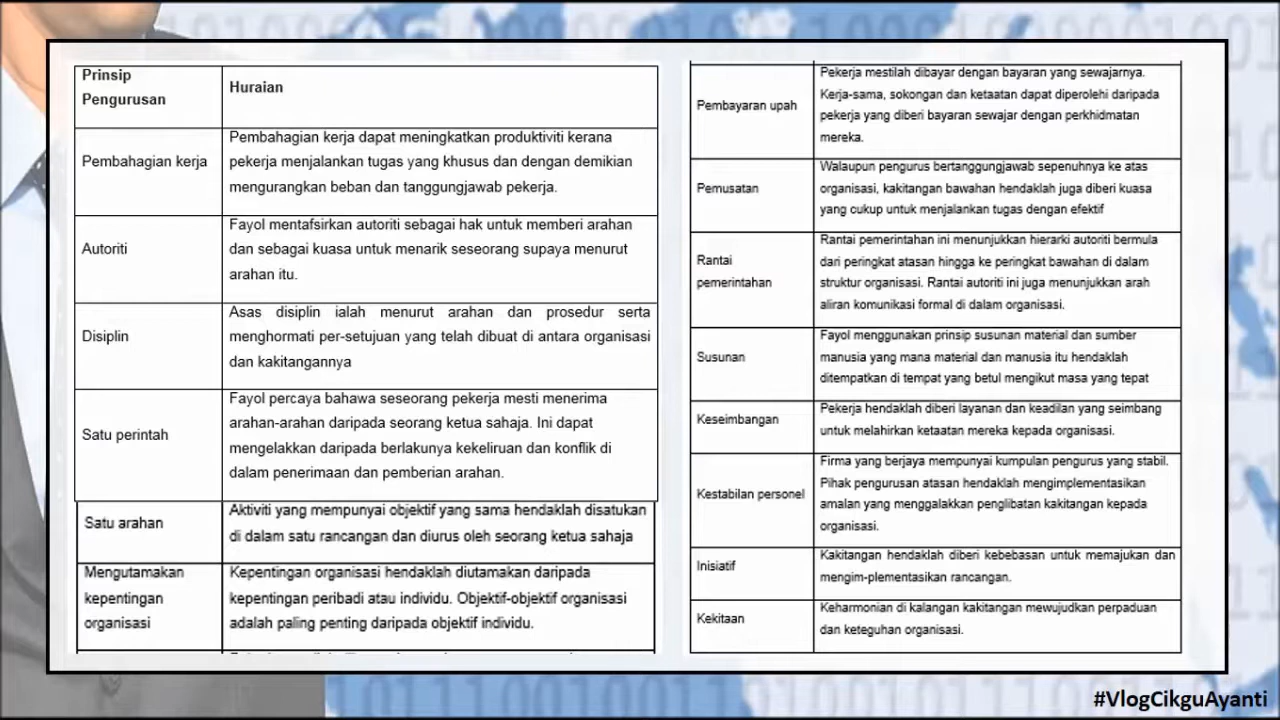 Prinsip
Pengurusan
Huraian
Pembahagian kerja
Pembahagian kerja dapat meningkatkan produktiviti kerana
pekerja menjalankan tugas yang khusus dan dengan demikian
mengurangkan beban dan tanggungjawab pekerja.
Autoriti
Fayol mentafsirkan autoriti sebagai hak untuk memberi arahan
dan sebagai kuasa untuk menarik seseorang supaya menurut
arahan itu.
Disiplin
Asas disiplin ialah menurut arahan dan prosedur serta
menghormati per-setujuan yang telah dibuat di antara organisasi
dan kakitangannya
Satu perintah
Fayol percaya bahawa seseorang pekerja mesti menerima
arahan-arahan daripada seorang ketua sahaja. Ini dapat
mengelakkan daripada berlakunya kekeliruan dan konflik di
dalam penerimaan dan pemberian arahan.
Satu arahan
Aktiviti yang mempunyai objektif yang sama hendaklah disatukan
di dalam satu rancangan dan diurus oleh seorang ketua sahaja
Mengutamakan
kepentingan
organisasi
Kepentingan organisasi hendaklah diutamakan daripada
kepentingan peribadi atau individu. Objektif-objektif organisasi
adalah paling penting daripada objektif individu.
Pembayaran upah
Pekerja mestilah dibayar dengan bayaran yang sewajarnya.
Kerja-sama, sokongan dan ketaatan dapat diperolehi daripada
pekerja yang diberi bayaran sewajar dengan perkhidmatan
mereka.
Pemusatan
Walaupun pengurus bertanggungjawab sepenuhnya ke atas
organisasi, kakitangan bawahan hendaklah juga diberi kuasa
yang cukup untuk menjalankan tugas dengan efektif
Rantai
pemerintahan
Rantai pemerintahan ini menunjukkan hierarki autoriti bermula
dari peringkat atasan hingga ke peringkat bawahan di dalam
struktur organisasi. Rantai autoriti ini juga menunjukkan arah
aliran komunikasi formal di dalam organisasi.
Susunan
Fayol menggunakan prinsip susunan material dan sumber
manusia yang mana material dan manusia itu hendaklah
ditempatkan di tempat yang betul mengikut masa yang tepat
Keseimbangan
Pekerja hendaklah diberi layanan dan keadilan yang seimbang
untuk melahirkan ketaatan mereka kepada organisasi.
Kestabilan personel
Firma yang berjaya mempunyai kumpulan pengurus yang stabil.
Pihak pengurusan atasan hendaklah mengimplementasikan
amalan yang menggalakkan penglibatan kakitangan kepada
organisasi.
Inisiatif
Kakitangan hendaklah diberi kebebasan untuk memajukan dan
mengim-plementasikan rancangan.
Kekitaan
Keharmonian di kalangan kakitangan mewujudkan perpaduan
dan keteguhan organisasi.
#VlogCikguAyanti